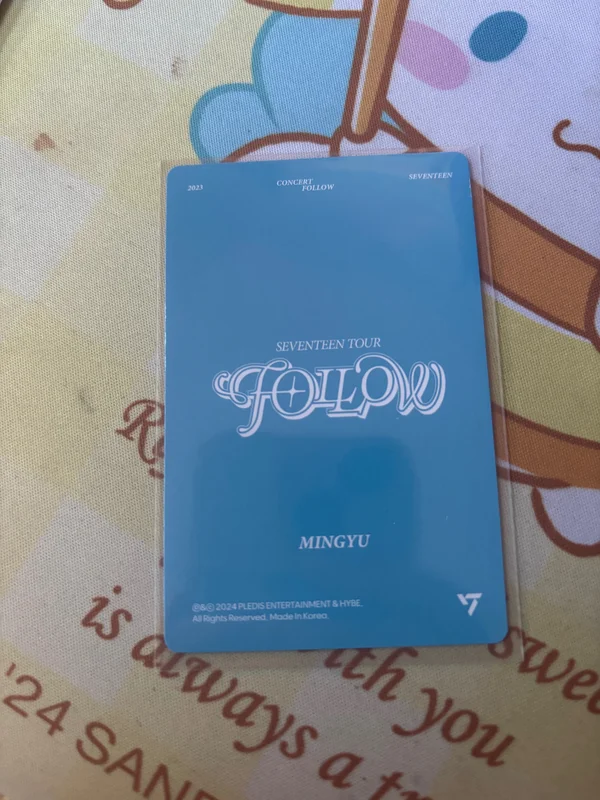 2023
CONCERT
FOLLOW
SEVENTEEN
SEVENTEEN TOUR
FOLLOW
MINGYU
℗&© 2024 PLEDIS ENTERTAINMENT & HYBE.
All Rights Reserved. Made In Korea.
is always a
with you
'24 SAN